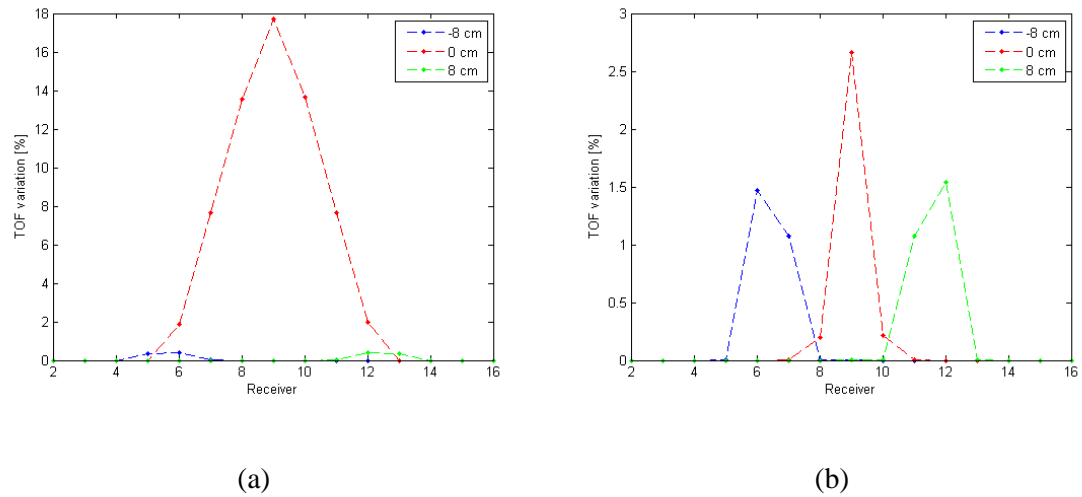 18
16
14
12
10
8
6
4
2
0
TOF variation [%]
2 4 6 8 10 12 14 16
Receiver
-8 cm
0 cm
8 cm
(a)
3
2.5
2
1.5
1
0.5
0
TOF variation [%]
2 4 6 8 10 12 14 16
Receiver
-8 cm
0 cm
8 cm
(b)